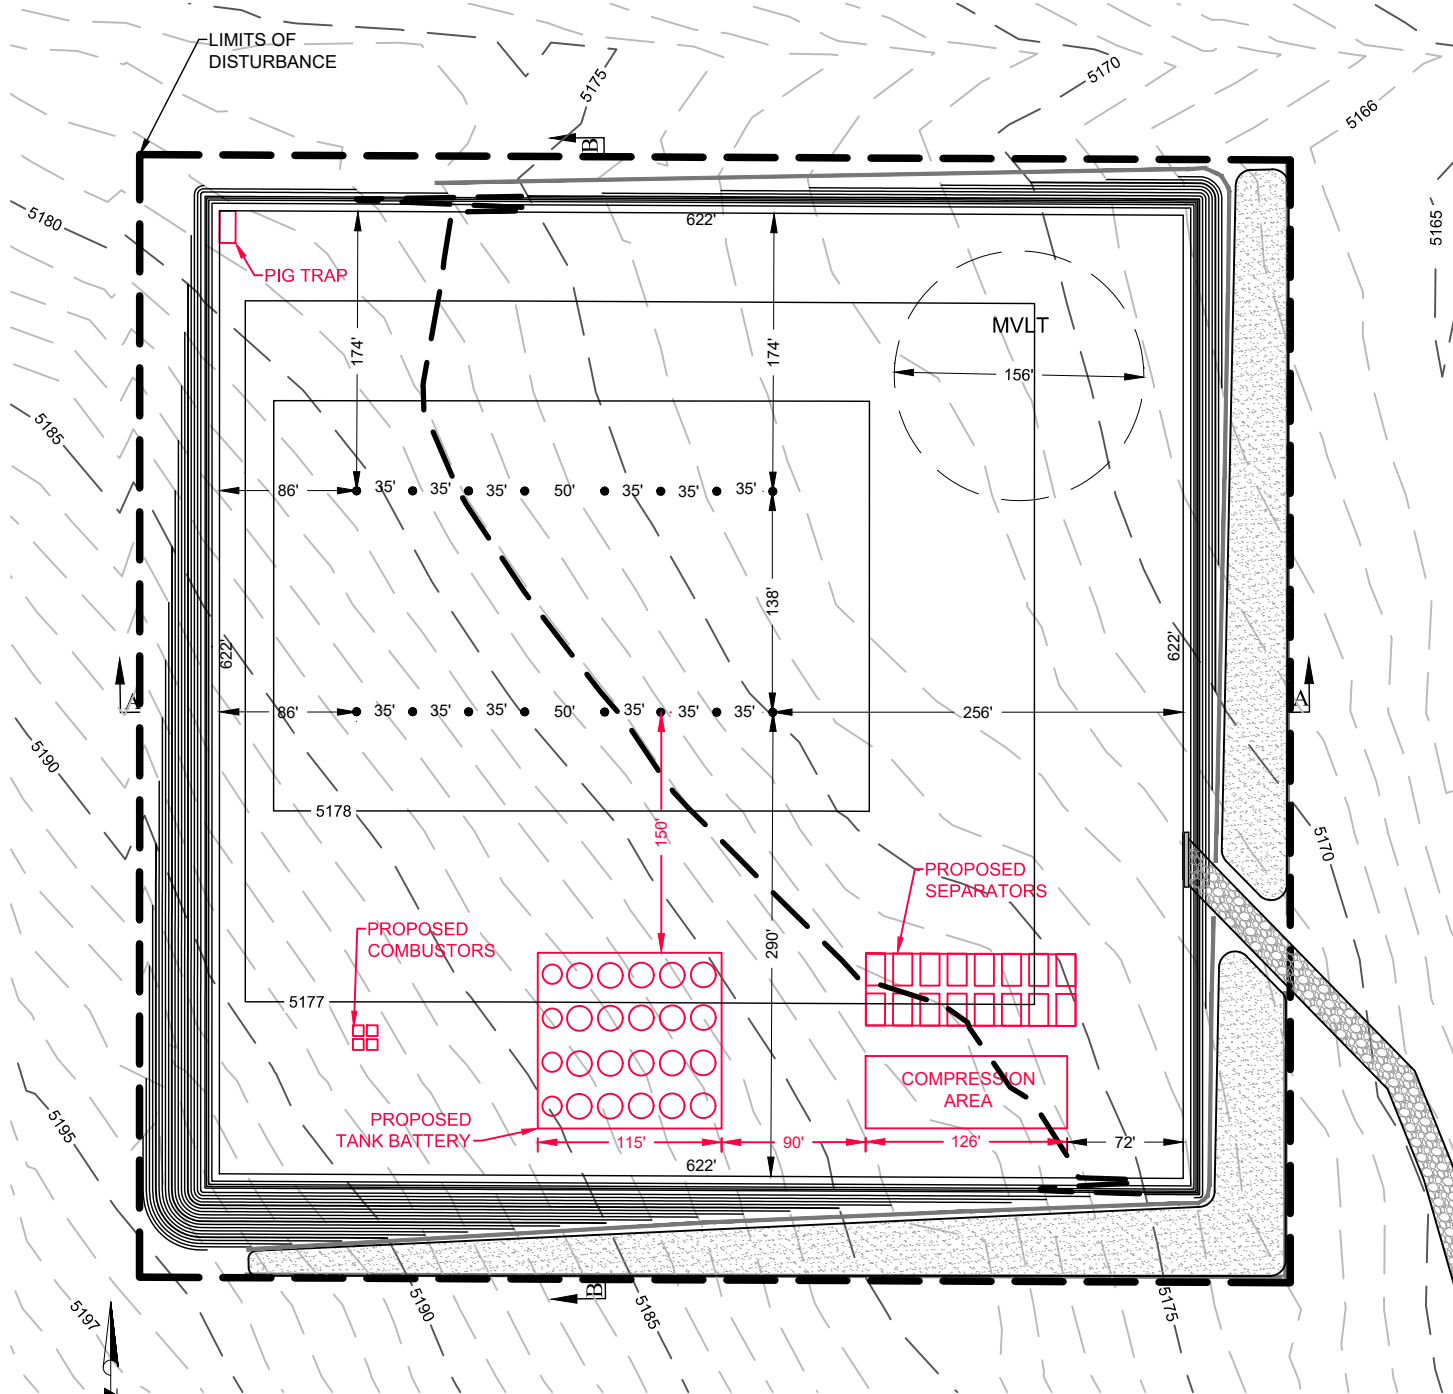 LIMITS OF
DISTURBANCE
5175
5170
5166
B
5180
5165
622'
PIG TRAP
174'
174'
MVLT
156'
5185
86'
35'
35'
35'
50'
35'
35'
35'
138'
622'
622'
A
A
86'
35'
35'
35'
50'
35'
35'
35'
256'
5190
5178
150'
5170
PROPOSED
SEPARATORS
PROPOSED
COMBUSTORS
290'
5177
COMPRESSION
AREA
PROPOSED
TANK BATTERY
115'
90'
126'
72'
5195
622'
B
5197
5190
5185
5175